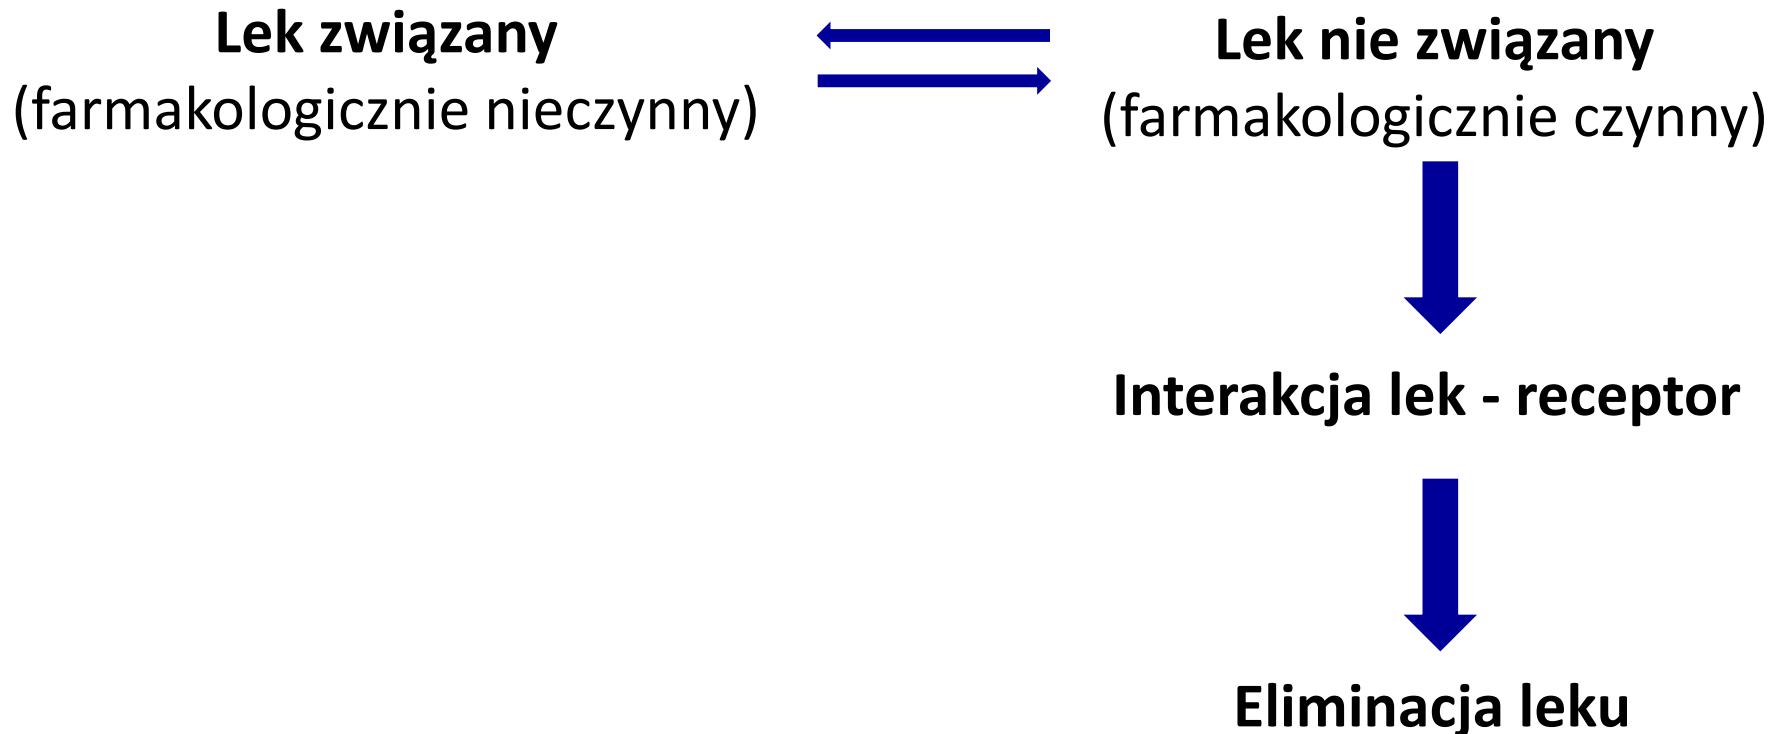 Lek związany
(farmakologicznie nieczynny)
Lek nie związany
(farmakologicznie czynny)
Interakcja lek - receptor
Eliminacja leku